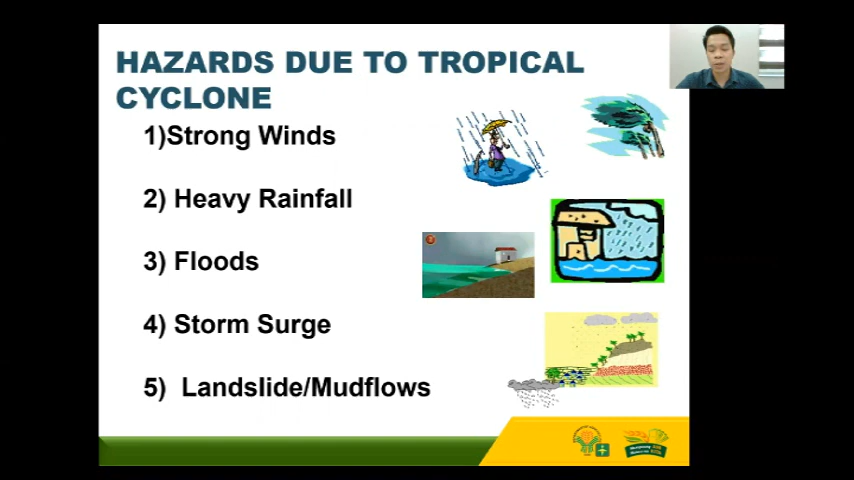 HAZARDS DUE TO TROPICAL
CYCLONE
1)Strong Winds
2) Heavy Rainfall
3) Floods
4) Storm Surge
5) Landslide/Mudflows